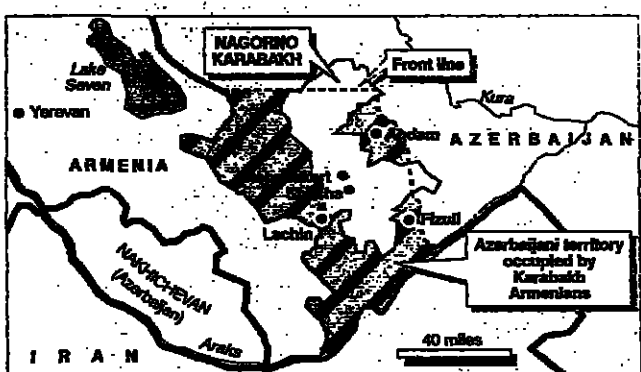 NAGORNO
KARABAKH
Front line
Lake
Sevan
Yerevan
Kura
Agdam
AZERBAIJAN
ARMENIA
Lachin
Fizuli
NAKHICHEVAN
(Azerbaijan)
Azerbaijani territory
occupied by
Karabakh
Armenians
Araks
IRAN
40 miles